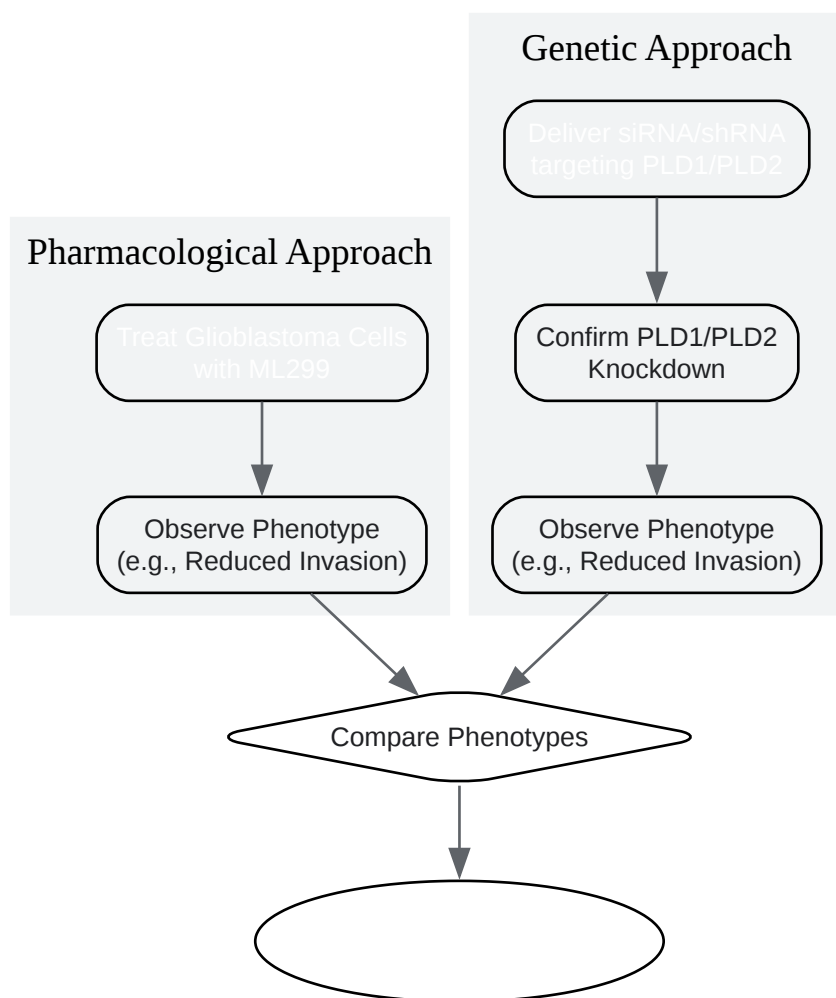 Genetic Approach
Deliver siRNA/shRNA
targeting PLD1/PLD2
Pharmacological Approach
Treat Glioblastoma Cells
with ML299
Confirm PLD1/PLD2
Knockdown
Observe Phenotype
(e.g., Reduced Invasion)
Observe Phenotype
(e.g., Reduced Invasion)
Compare Phenotypes